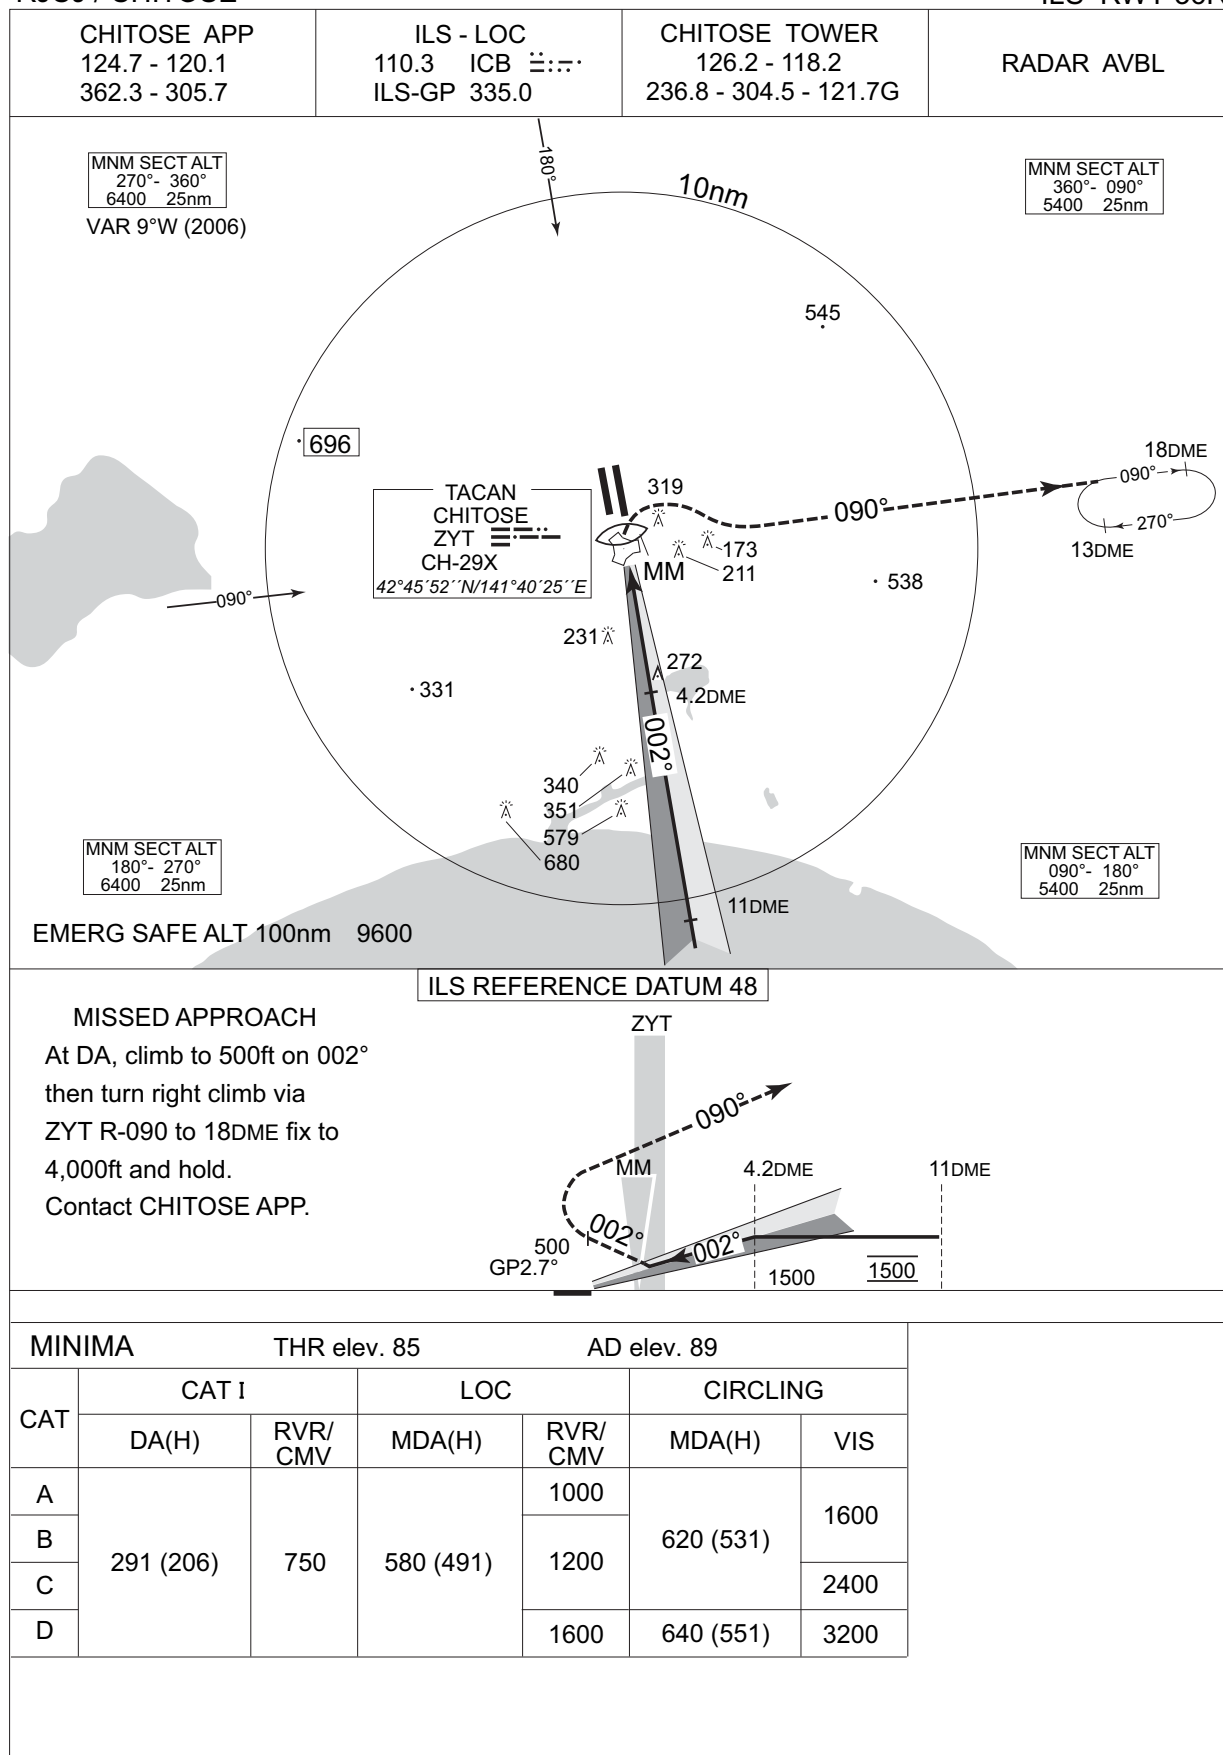 CHITOSE APP
124.7 - 120.1
362.3 - 305.7
ILS - LOC
110.3 ICB
ILS-GP 335.0
CHITOSE TOWER
126.2 - 118.2
236.8 - 304.5 - 121.7G
RADAR AVBL
MNM SECT ALT
270°- 360°
6400 25nm
VAR 9°W (2006)
180°
10nm
MNM SECT ALT
360°- 090°
5400 25nm
545
696
TACAN
CHITOSE
ZYT
CH-29X
42°45´52´´N/141°40´25´´E
319
MM
173
211
090°
18DME
090°
270°
13DME
538
090°
231
272
4.2DME
331
002°
340
351
579
680
11DME
MNM SECT ALT
180°- 270°
6400 25nm
MNM SECT ALT
090°- 180°
5400 25nm
EMERG SAFE ALT 100nm 9600
ILS REFERENCE DATUM 48
MISSED APPROACH
At DA, climb to 500ft on 002°
then turn right climb via
ZYT R-090 to 18DME fix to
4,000ft and hold.
Contact CHITOSE APP.
ZYT
090°
MM
4.2DME
11DME
002°
002°
500
GP2.7°
1500
1500
MINIMA THR elev. 85 AD elev. 89
CAT CAT I LOC CIRCLING
DA(H) RVR/CMV MDA(H) RVR/CMV MDA(H) VIS
A 291 (206) 750 580 (491) 1000 620 (531) 1600
B 1200
C 2400
D 1600 640 (551) 3200